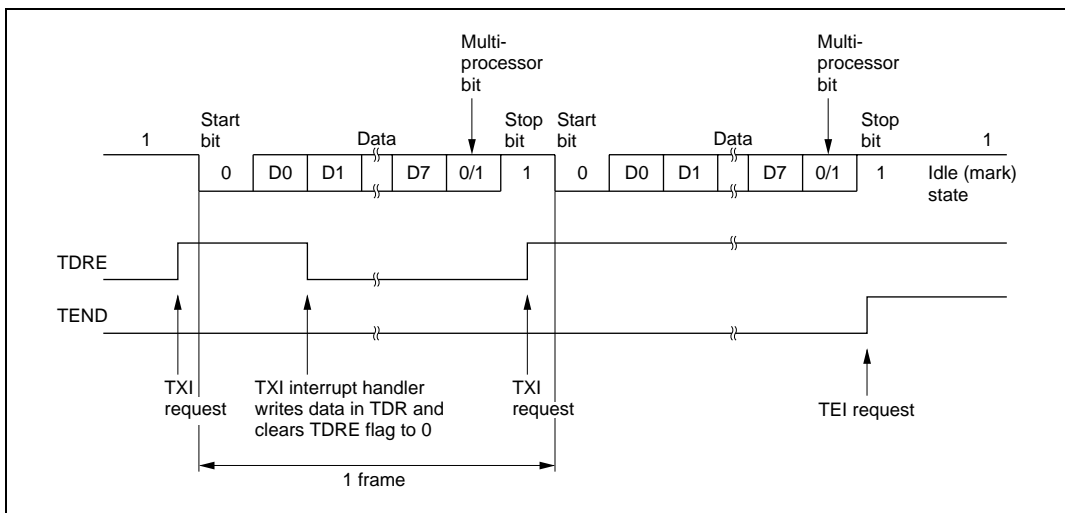 Multi-
processor
bit
Multi-
processor
bit
1
Start
bit
Data
Stop
bit
Start
bit
Data
Stop
bit
1
0 D0 D1 D7 0/1 1 0 D0 D1 D7 0/1 1 Idle (mark)
state
TDRE
TEND
TXI
request
TXI interrupt handler
writes data in TDR and
clears TDRE flag to 0
TXI
request
TEI request
1 frame